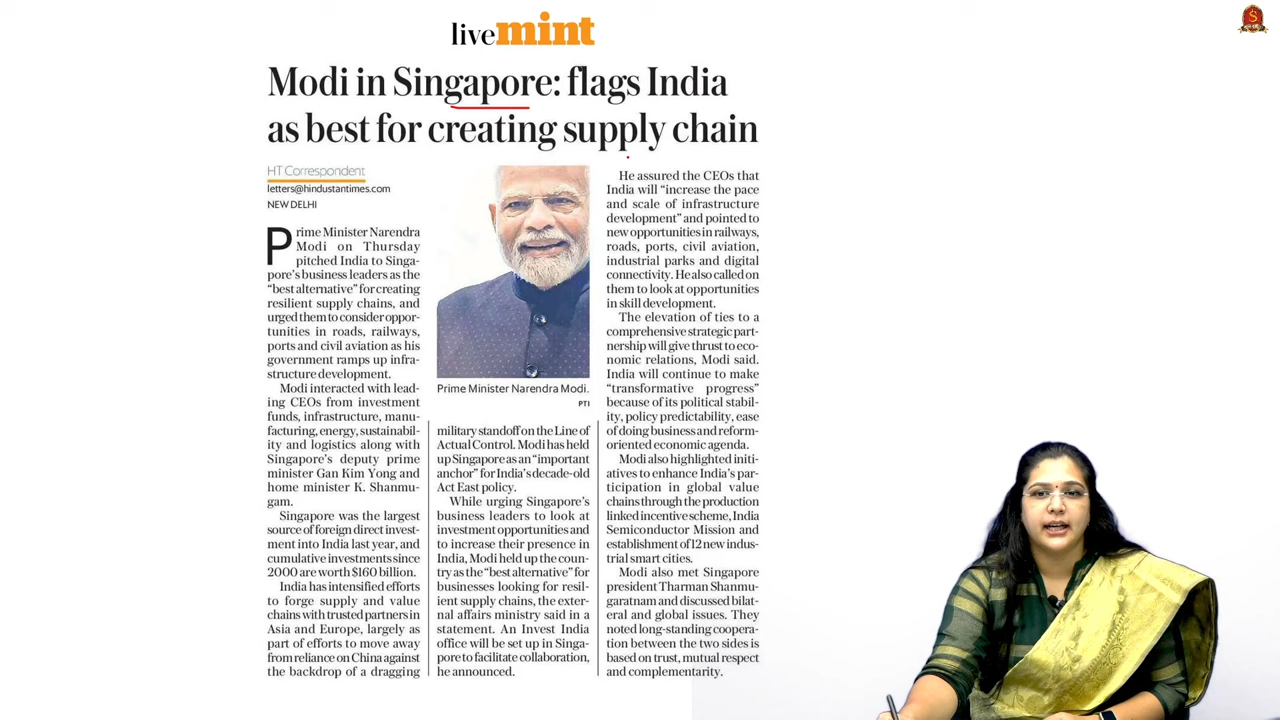 livemint
Modi in Singapore: flags India
as best for creating supply chain
HT Correspondent
letters@hindustantimes.com
NEW DELHI
Prime Minister Narendra
Modi on Thursday
pitched India to Singa-
pore's business leaders as the
"best alternative" for creating
resilient supply chains, and
urged them to consider oppor-
tunities in roads, railways,
ports and civil aviation as his
government ramps up infra-
structure development.
Modi interacted with lead-
ing CEOs from investment
funds, infrastructure, manu-
facturing, energy, sustainabil-
ity and logistics along with
Singapore's deputy prime
minister Gan Kim Yong and
home minister K. Shanmu-
gam.
Singapore was the largest
source of foreign direct invest-
ment into India last year, and
cumulative investments since
2000 are worth $160 billion.
India has intensified efforts
to forge supply and value
chains with trusted partners in
Asia and Europe, largely as
part of efforts to move away
from reliance on China against
the backdrop of a dragging
Prime Minister Narendra Modi.
PTI
military standoff on the Line of
Actual Control. Modi has held
up Singapore as an "important
anchor" for India's decade-old
Act East policy.
While urging Singapore's
business leaders to look at
investment opportunities and
to increase their presence in
India, Modi held up the coun-
try as the "best alternative" for
businesses looking for resil-
ient supply chains, the exter-
nal affairs ministry said in a
statement. An Invest India
office will be set up in Singa-
pore to facilitate collaboration,
he announced.
He assured the CEOs that
India will "increase the pace
and scale of infrastructure
development" and pointed to
new opportunities in railways,
roads, ports, civil aviation,
industrial parks and digital
connectivity. He also called on
them to look at opportunities
in skill development.
The elevation of ties to a
comprehensive strategic part-
nership will give thrust to eco-
nomic relations, Modi said.
India will continue to make
"transformative progress"
because of its political stabil-
ity, policy predictability, ease
of doing business and reform-
oriented economic agenda.
Modi also highlighted initi-
atives to enhance India's par-
ticipation in global value
chains through the production
linked incentive scheme, India
Semiconductor Mission and
establishment of 12 new indus-
trial smart cities.
Modi also met Singapore
president Tharman Shanmu-
garatnam and discussed bilat-
eral and global issues. They
noted long-standing coopera-
tion between the two sides is
based on trust, mutual respect
and complementarity.